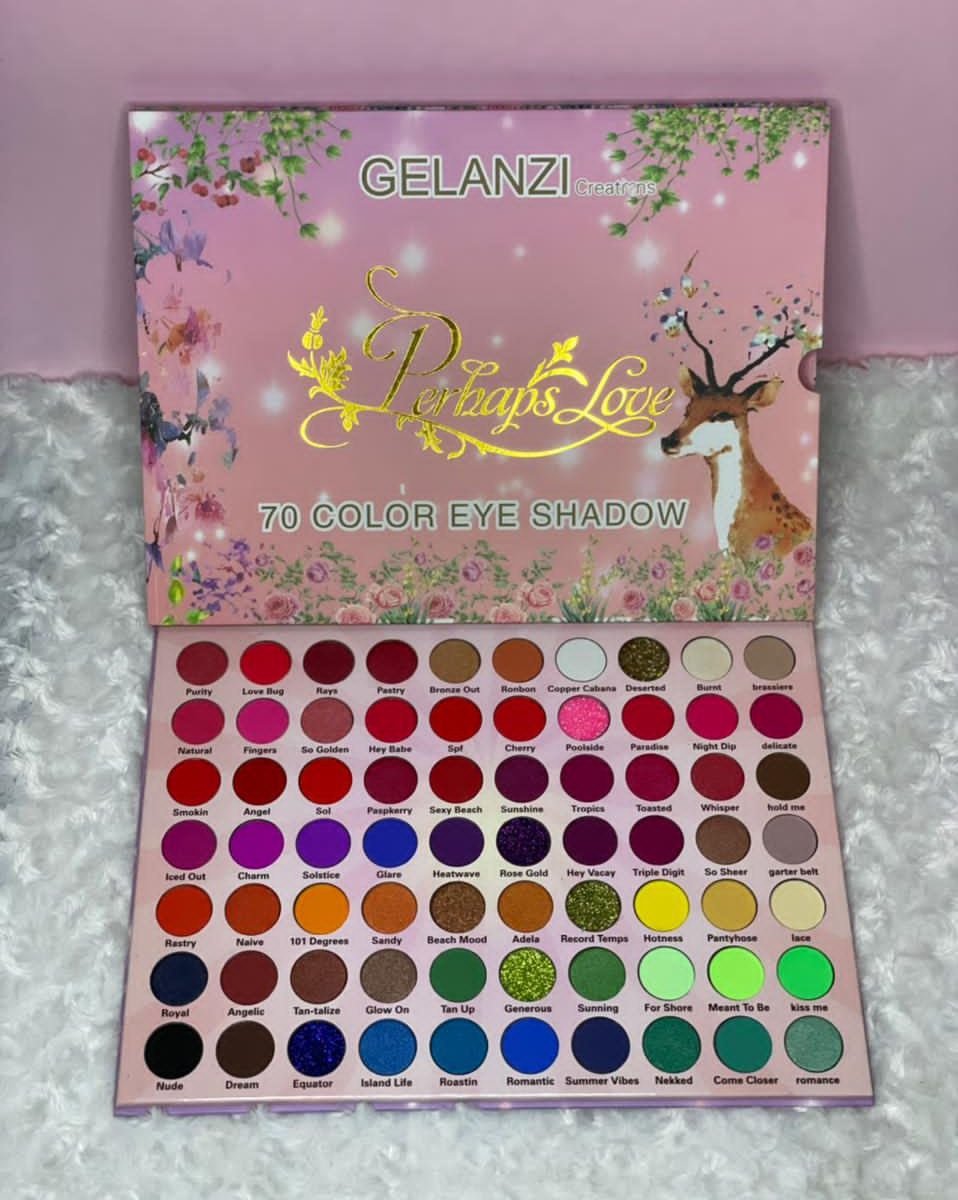 GELANZI Creations
Perhaps Love
70 COLOR EYE SHADOW
Purity Love Bug Rays Pastry Bronze Out Ronbon Copper Cabana Deserted Burnt brassiere
Natural Fingers So Golden Hey Babe Spf Cherry Poolside Paradise Night Dip delicate
Smokin Angel Sol Paspkerry Sexy Beach Sunshine Tropics Toasted Whisper hold me
Iced Out Charm Solstice Glare Heatwave Rose Gold Hey Vacay Triple Digit So Sheer garter belt
Rastry Naive 101 Degrees Sandy Beach Mood Adela Record Temps Hotness Pantyhose lace
Royal Angelic Tan-talize Glow On Tan Up Generous Sunning For Shore Meant To Be kiss me
Nude Dream Equator Island Life Roastin Romantic Summer Vibes Nekked Come Closer romance